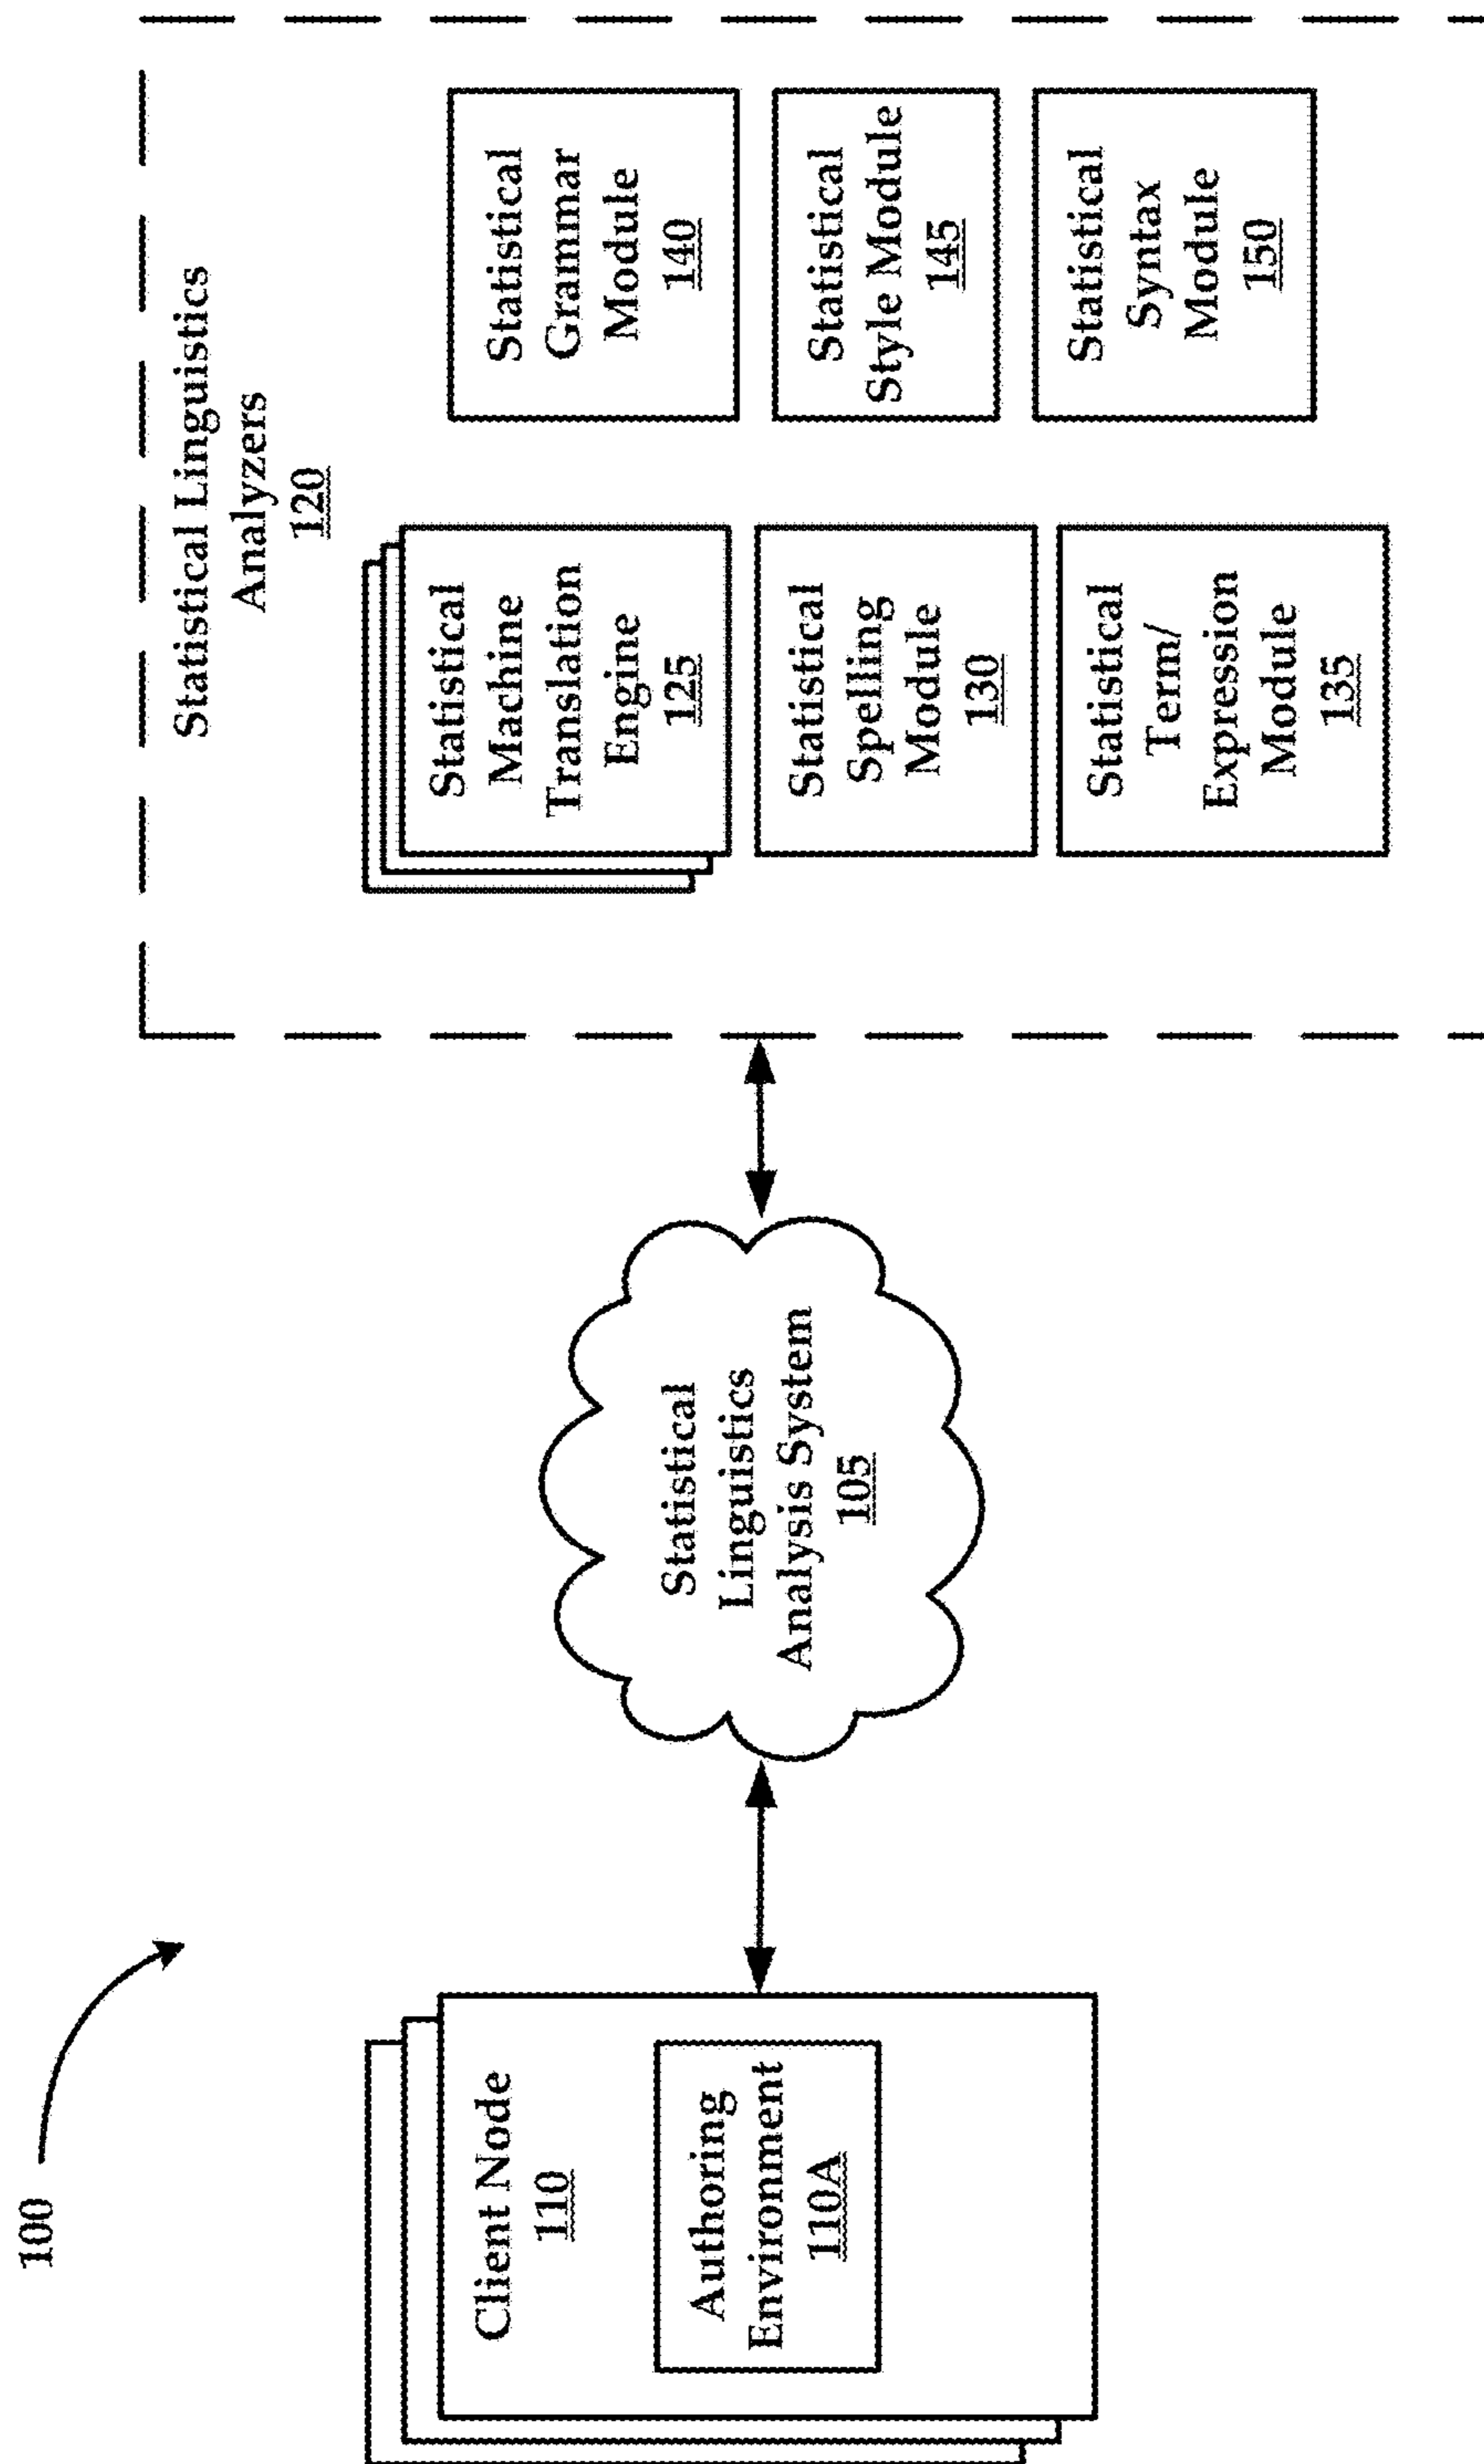 100
Client Node
110
Authoring
Environment
110A
Statistical
Linguistics
Analysis System
105
Statistical Linguistics
Analyzers
120
Statistical
Machine
Translation
Engine
125
Statistical
Spelling
Module
130
Statistical
Term/
Expression
Module
135
Statistical
Grammar
Module
140
Statistical
Style Module
145
Statistical
Syntax
Module
150